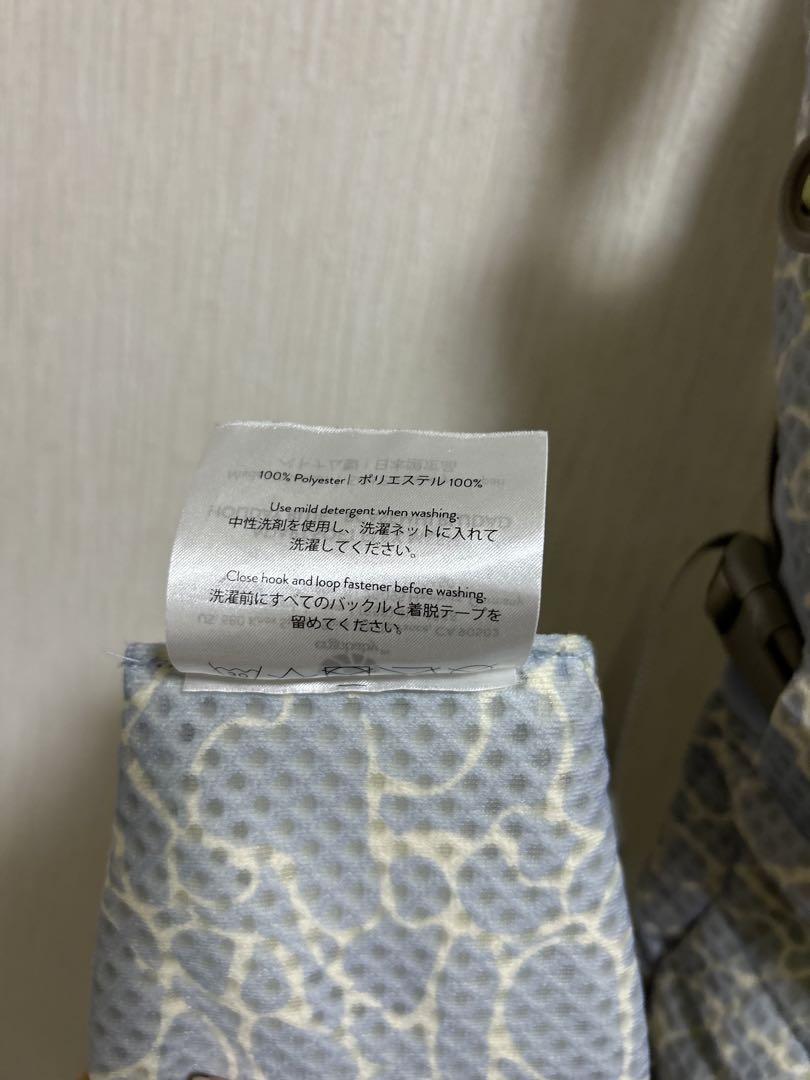 100% Polyester | ポリエステル 100%
Use mild detergent when washing.
中性洗剤を使用し、洗濯ネットに入れて
洗濯してください。
Close hook and loop fastener before washing.
洗濯前にすべてのバックルと着脱テープを
留めてください。
ergobaby